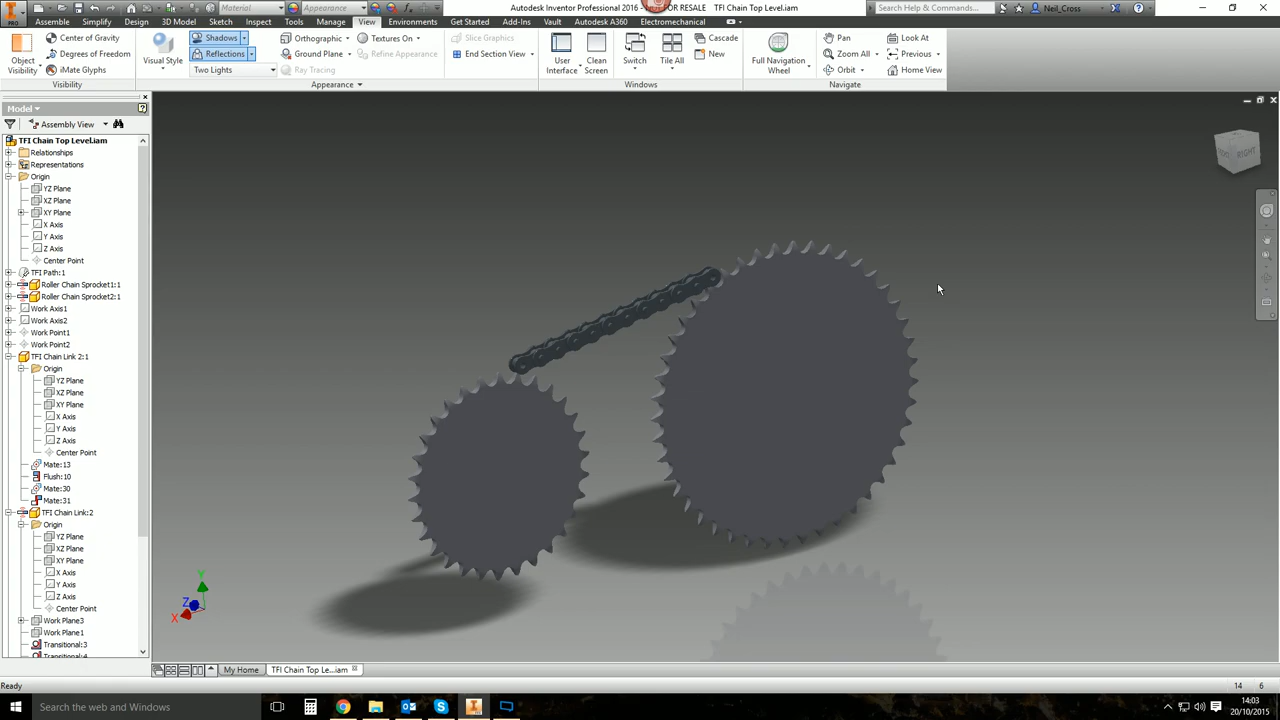 Autodesk Inventor Professional 2016 - FOR RESALE TFI Chain Top Level.iam
Material
Appearance
Search Help & Commands...
Neil_Cross
PRO
Assembly Simplify Design 3D Model Sketch Inspect Tools Manage View Environments Get Started Add-Ins Vault Autodesk A360 Electromechanical
Object Visibility
Center of Gravity
Degrees of Freedom
iMate Glyphs
Visibility
Visual Style
Shadows
Reflections
Two Lights
Orthographic
Ground Plane
Ray Tracing
Textures On
Refine Appearance
Appearance
Slice Graphics
End Section View
User Interface
Clean Screen
Switch
Tile All
Cascade
New
Windows
Full Navigation Wheel
Pan
Zoom All
Orbit
Look At
Previous
Home View
Navigate
Model
Assembly View
TFI Chain Top Level.iam
Relationships
Representations
Origin
YZ Plane
XZ Plane
XY Plane
X Axis
Y Axis
Z Axis
Center Point
TFI Path:1
Roller Chain Sprocket1:1
Roller Chain Sprocket2:1
Work Axis1
Work Axis2
Work Point1
Work Point2
TFI Chain Link 2:1
Origin
YZ Plane
XZ Plane
XY Plane
X Axis
Y Axis
Z Axis
Center Point
Mate:13
Flush:10
Mate:30
Mate:31
TFI Chain Link:2
Origin
YZ Plane
XZ Plane
XY Plane
X Axis
Y Axis
Z Axis
Center Point
Work Plane3
Work Plane1
Transitional:3
RIGHT
Y
Z
X
My Home
TFI Chain Top Le...iam
Ready
14 6
Search the web and Windows
14:03
20/10/2015